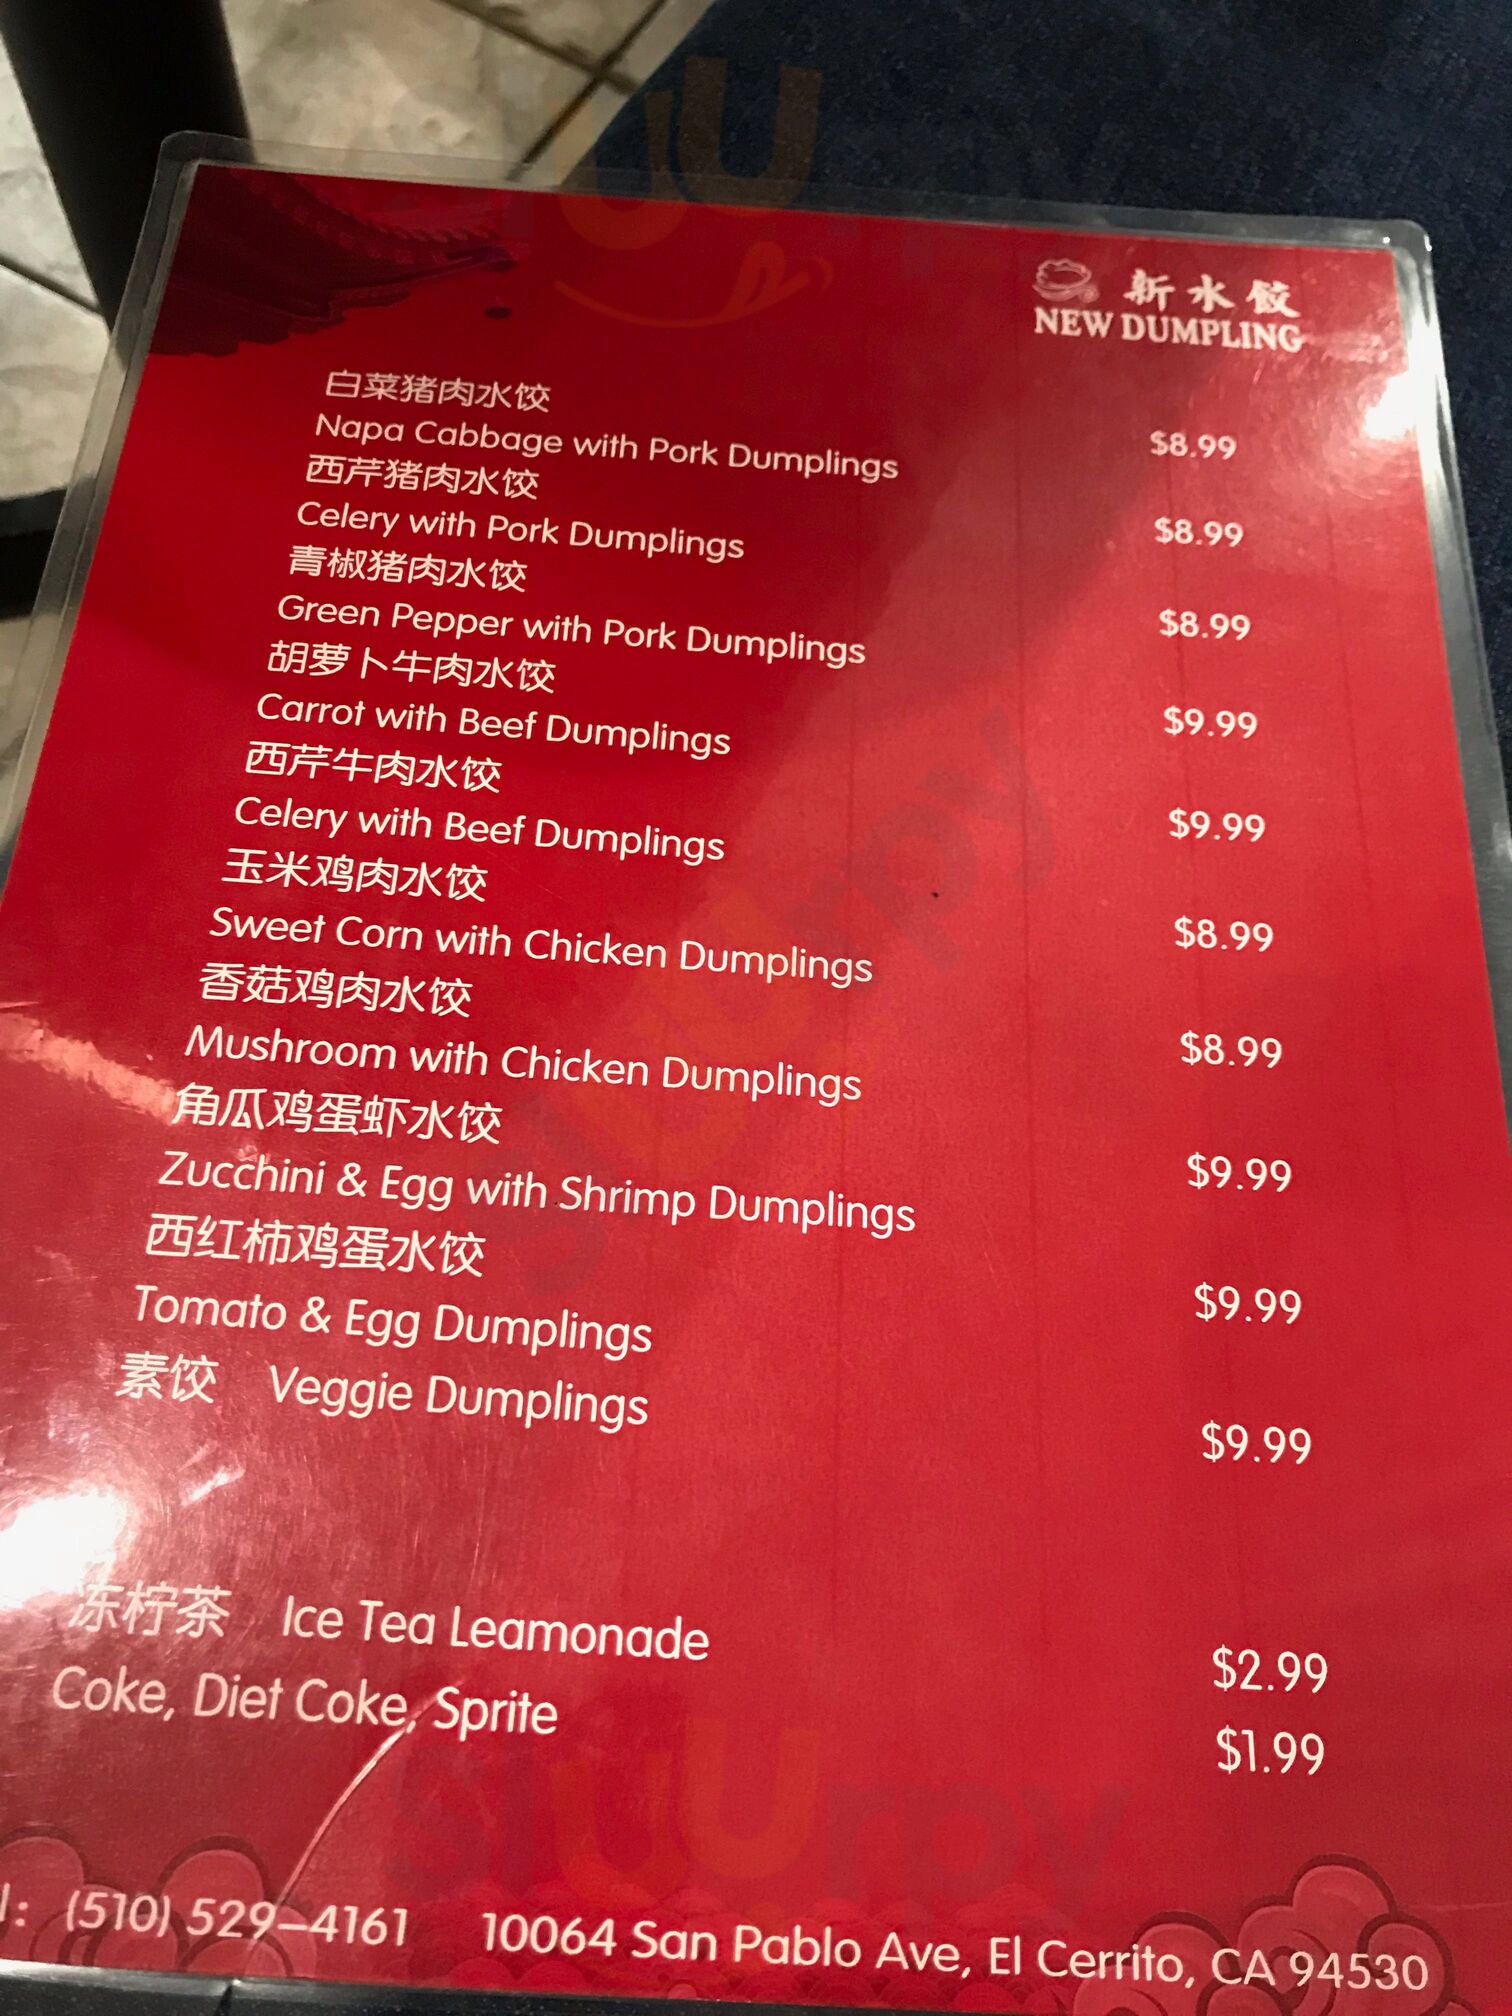 新水饺
NEW DUMPLING
白菜猪肉水饺
Napa Cabbage with Pork Dumplings $8.99
西芹猪肉水饺
Celery with Pork Dumplings $8.99
青椒猪肉水饺
Green Pepper with Pork Dumplings $8.99
胡萝卜牛肉水饺
Carrot with Beef Dumplings $9.99
西芹牛肉水饺
Celery with Beef Dumplings $9.99
玉米鸡肉水饺
Sweet Corn with Chicken Dumplings $8.99
香菇鸡肉水饺
Mushroom with Chicken Dumplings $8.99
角瓜鸡蛋虾水饺
Zucchini & Egg with Shrimp Dumplings $9.99
西红柿鸡蛋水饺
Tomato & Egg Dumplings $9.99
素饺 Veggie Dumplings $9.99
冻柠茶 Ice Tea Leamonade $2.99
Coke, Diet Coke, Sprite $1.99
(510) 529-4161 10064 San Pablo Ave, El Cerrito, CA 94530
sluurpy
sluurpy